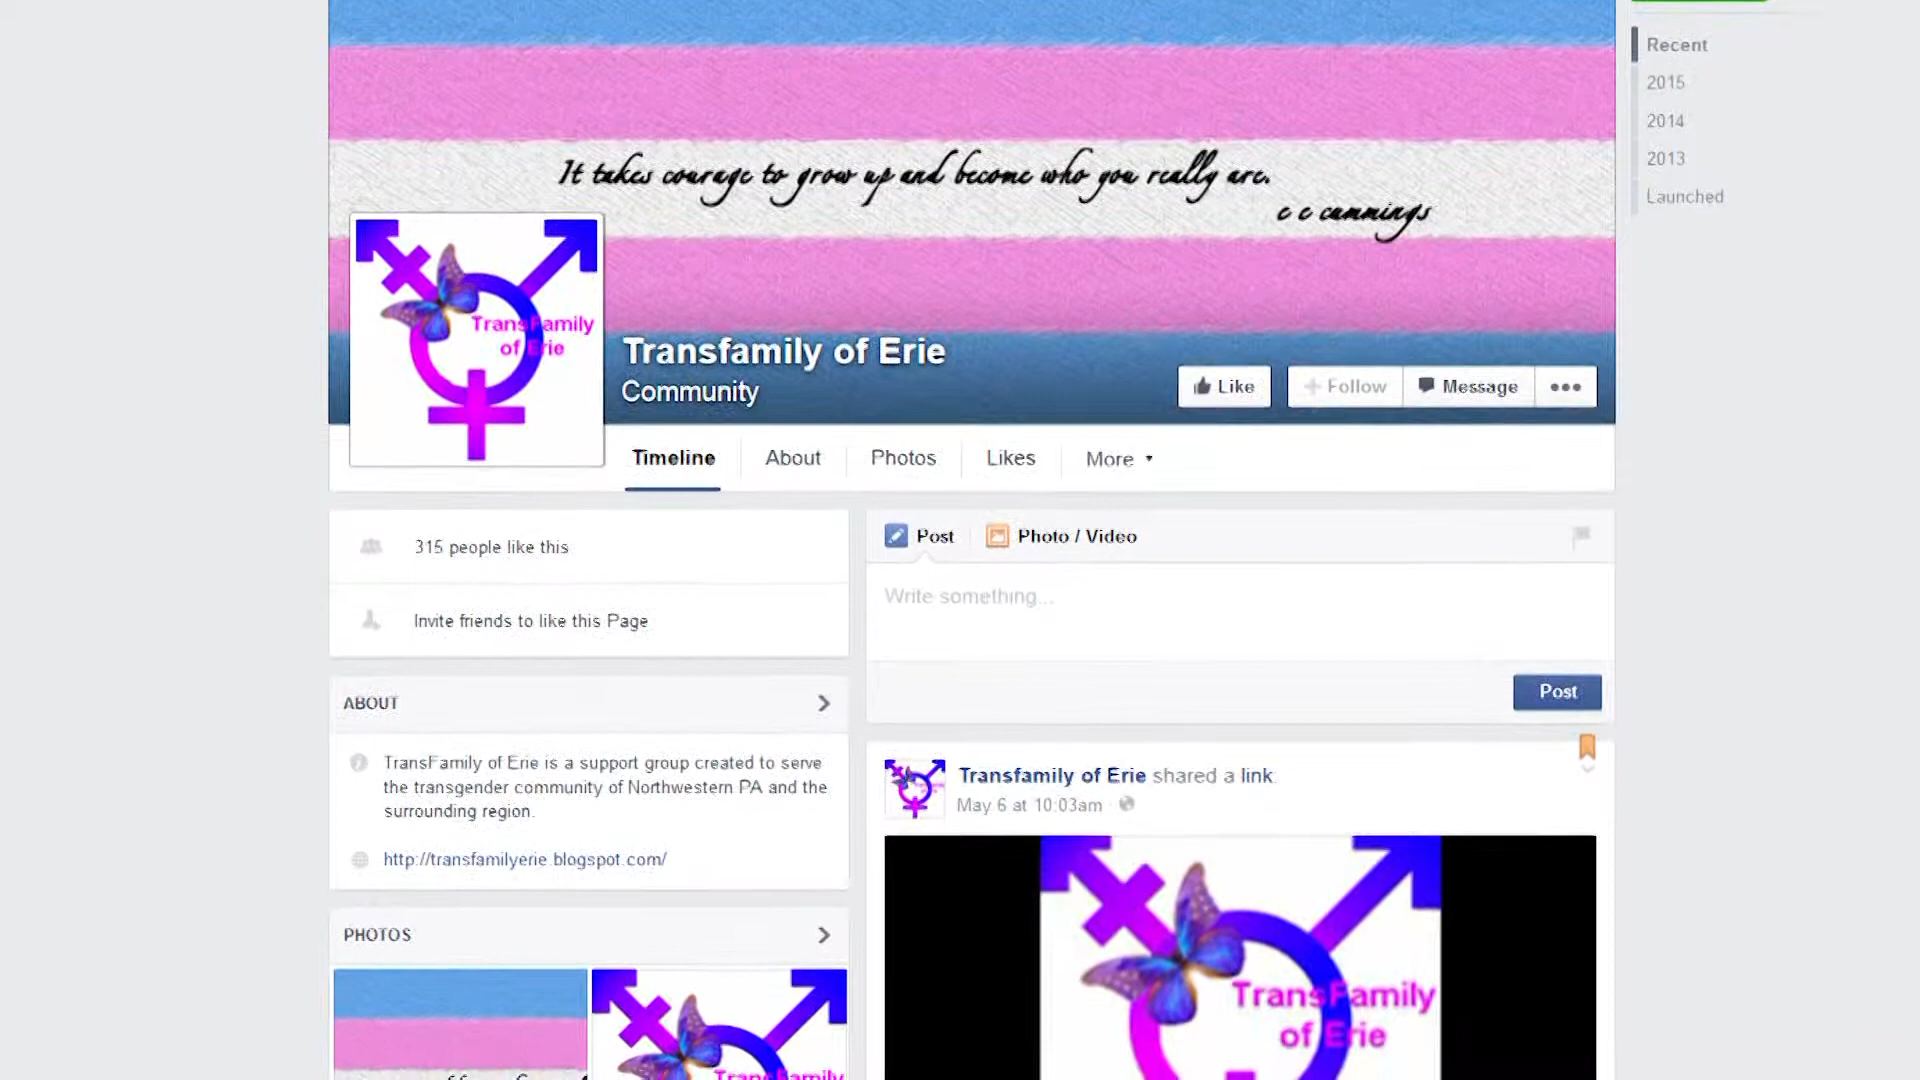 Recent
2015
2014
2013
Launched
It takes courage to grow up and become who you really are.
e e cummings
TransFamily
of Erie
Transfamily of Erie
Community
Like
Follow
Message
Timeline
About
Photos
Likes
More
315 people like this
Invite friends to like this Page
ABOUT
TransFamily of Erie is a support group created to serve
the transgender community of Northwestern PA and the
surrounding region.
http://transfamilyerie.blogspot.com/
PHOTOS
TransFamily
Post
Photo / Video
Write something...
Post
Transfamily of Erie shared a link.
May 6 at 10:03am
TransFamily
of Erie